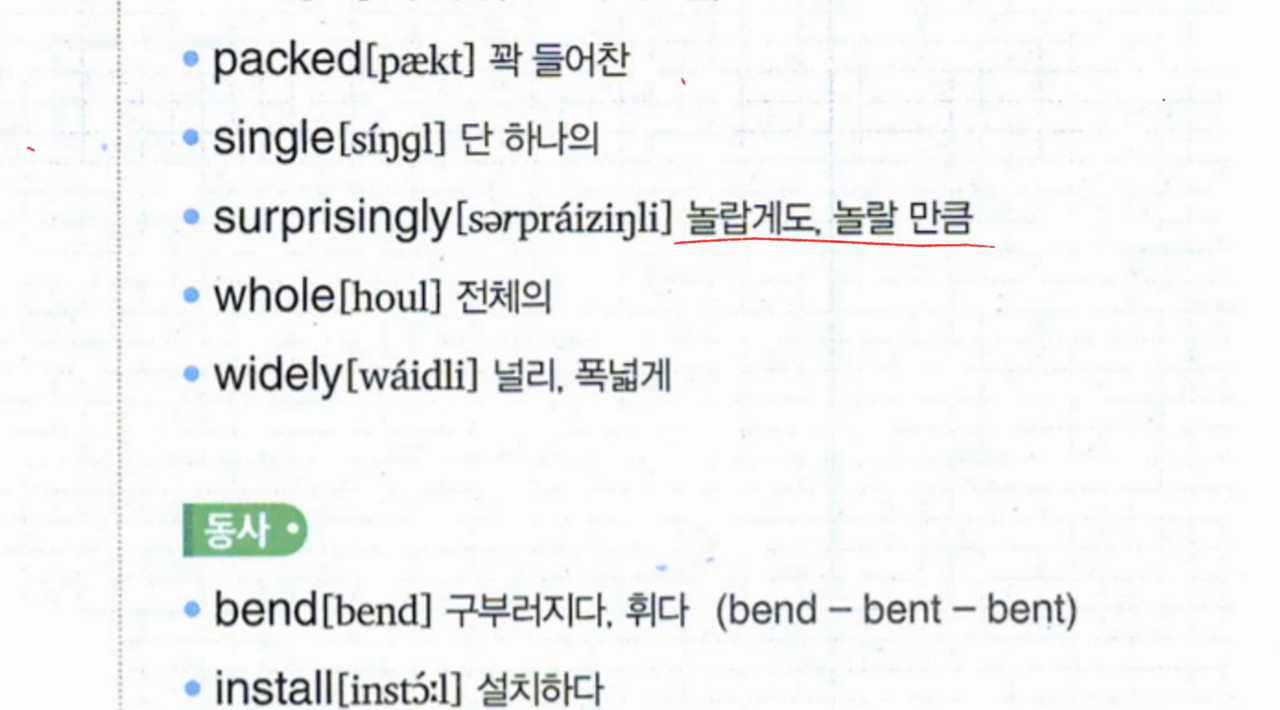 packed[pækt] 꽉 들어찬
single[síŋgl] 단 하나의
surprisingly[sərpráiziŋli] 놀랍게도, 놀랄 만큼
whole[houl] 전체의
widely[wáidli] 널리, 폭넓게
동사
bend[bend] 구부러지다, 휘다 (bend – bent – bent)
install[instɔ́ːl] 설치하다